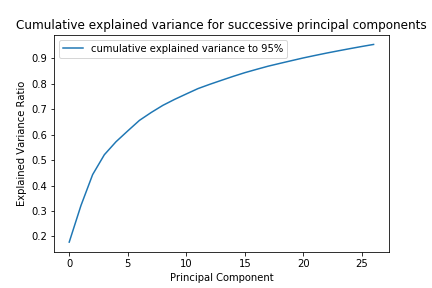 Cumulative explained variance for successive principal components
cumulative explained variance to 95%
Explained Variance Ratio
0.9
0.8
0.7
0.6
0.5
0.4
0.3
0.2
0 5 10 15 20 25
Principal Component